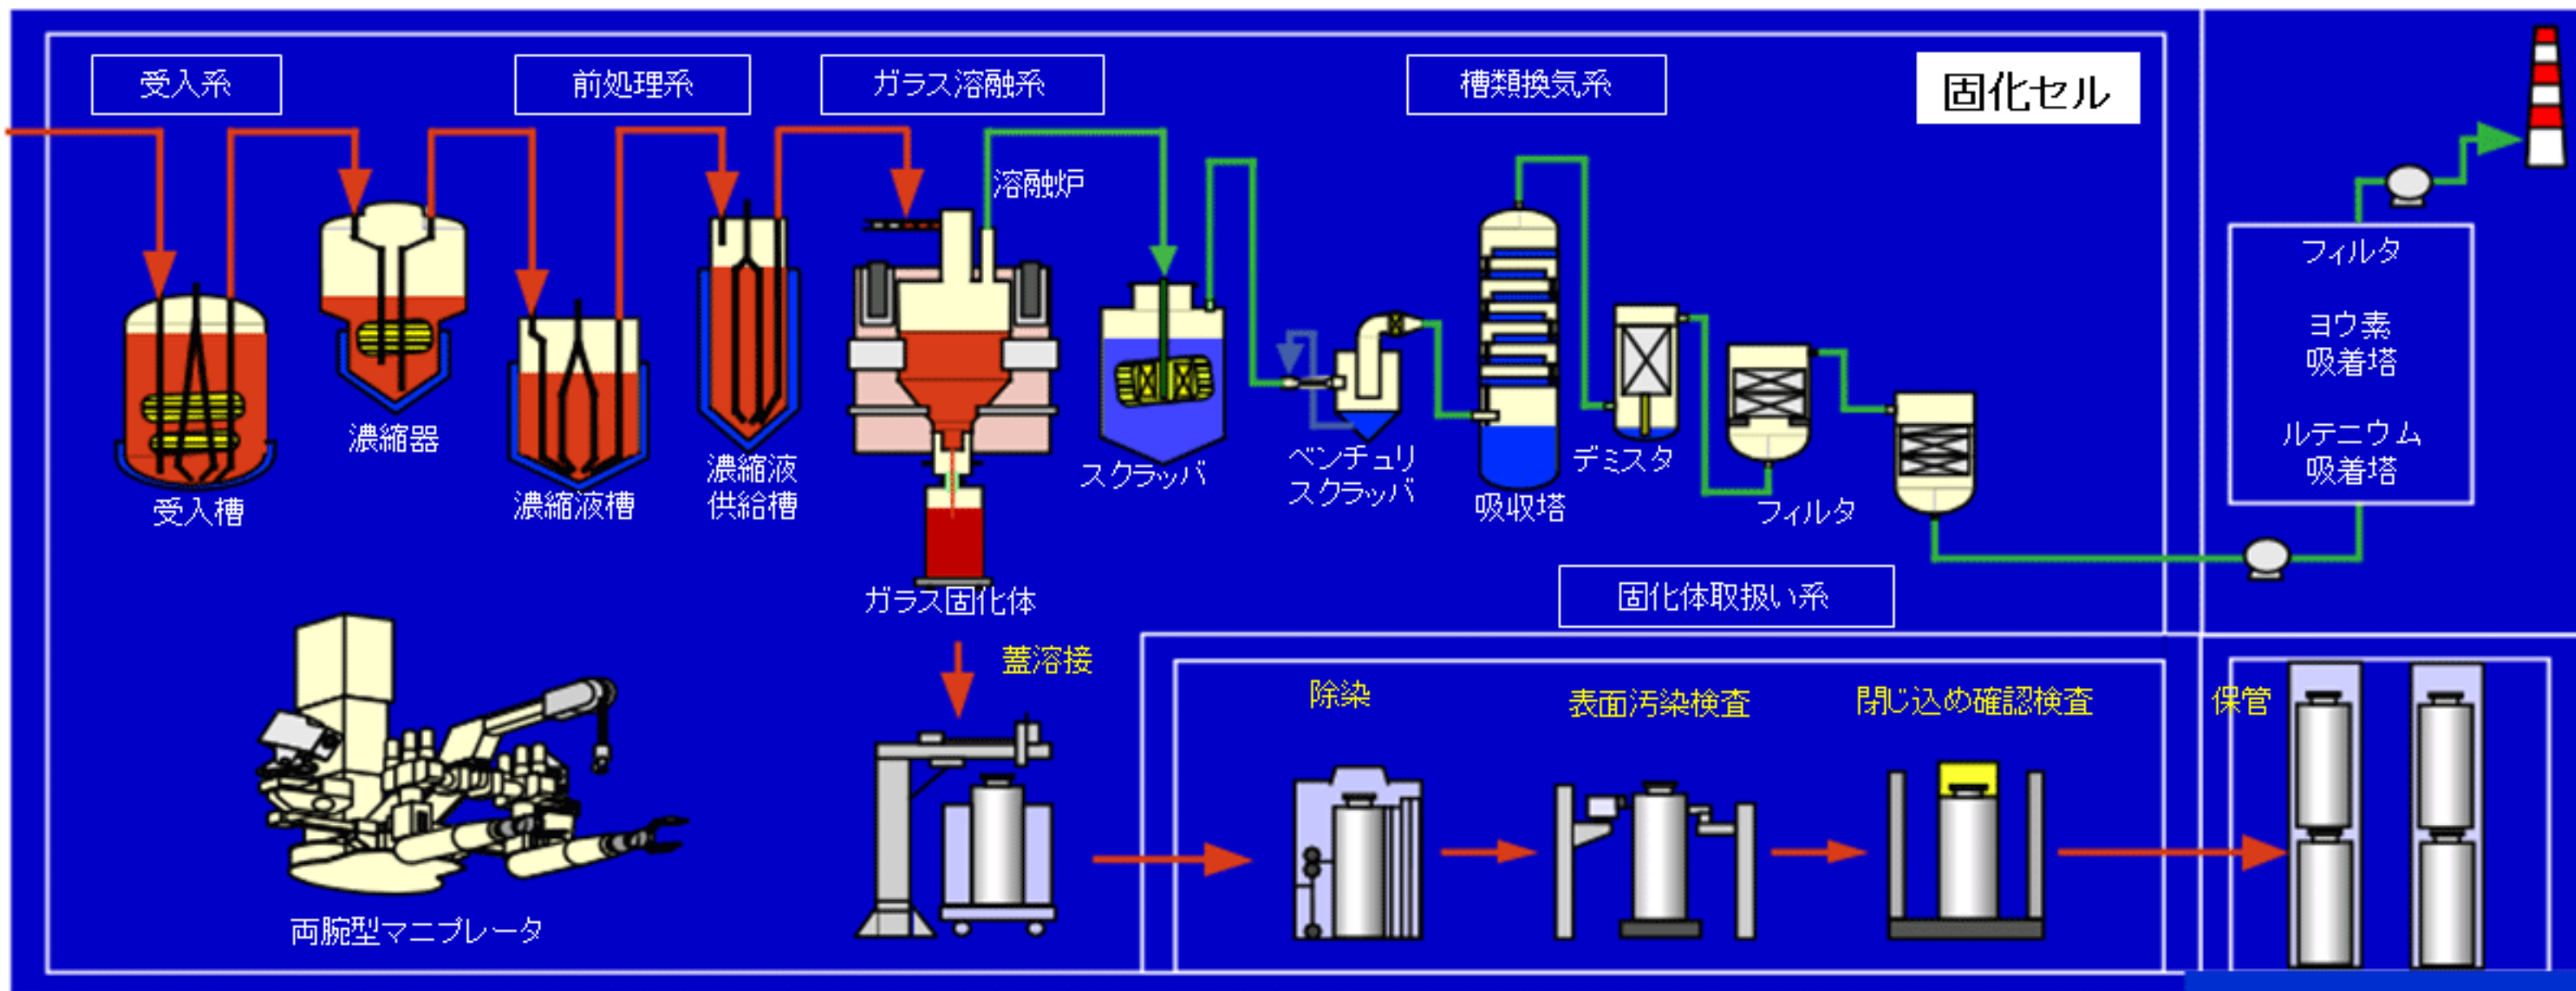 受入系
前処理系
ガラス溶融系
槽類換気系
固化セル
溶融炉
受入槽
濃縮器
濃縮液槽
濃縮液
供給槽
スクラッバ
ベンチュリ
スクラッバ
吸収塔
デミスタ
フィルタ
フィルタ
ヨウ素
吸着塔
ルテニウム
吸着塔
ガラス固化体
固化体取扱い系
蓋溶接
除染
表面汚染検査
閉じ込め確認検査
保管
両腕型マニプレータ